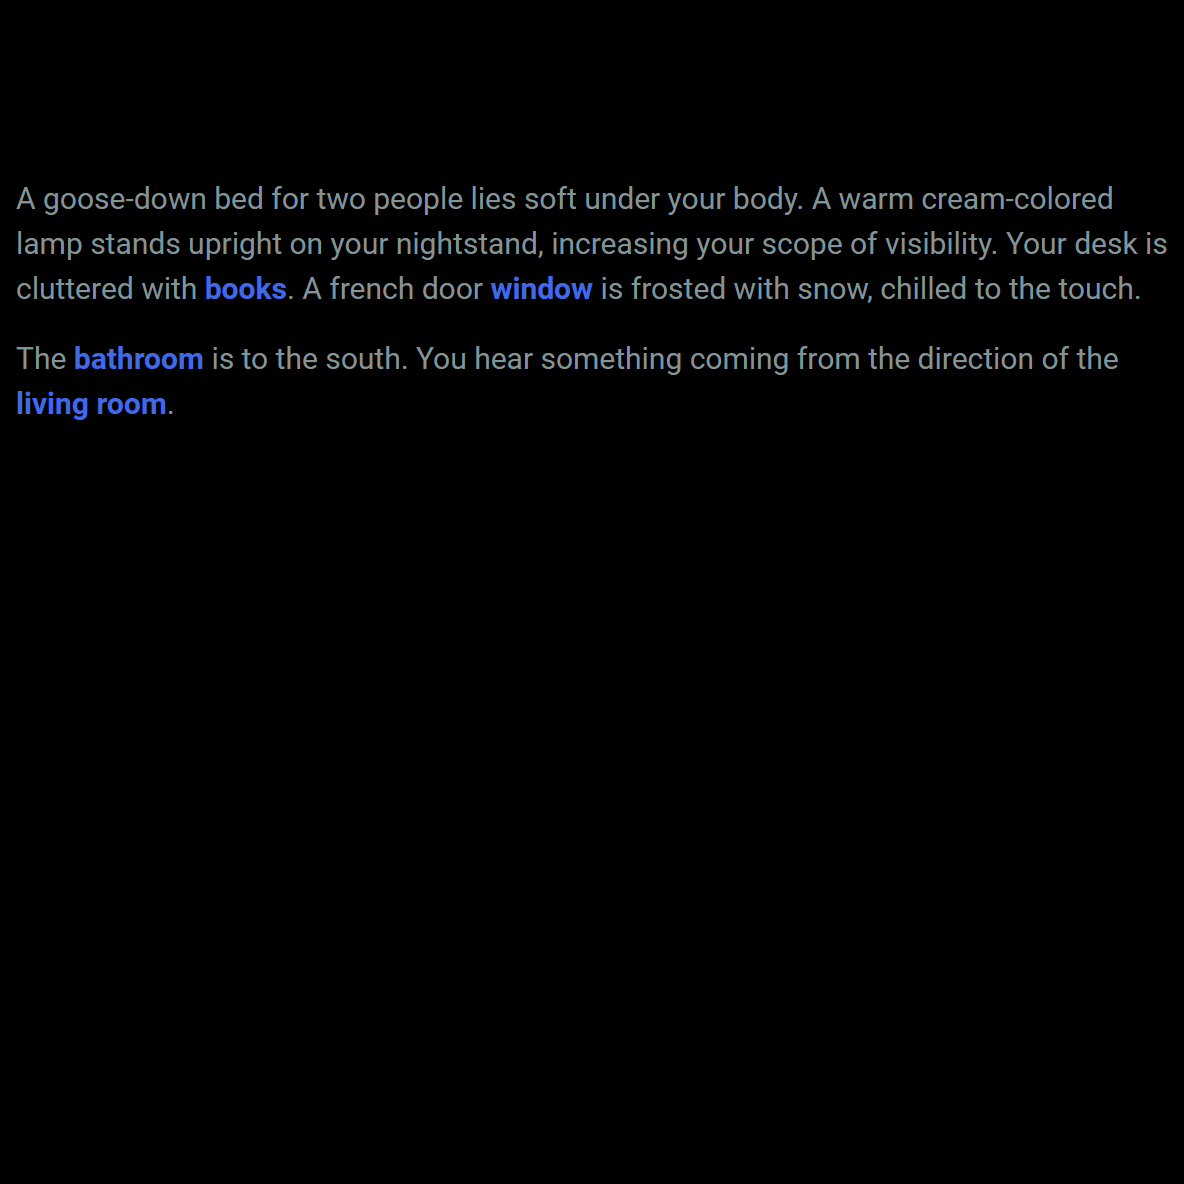 A goose-down bed for two people lies soft under your body. A warm cream-colored
lamp stands upright on your nightstand, increasing your scope of visibility. Your desk is
cluttered with books. A french door window is frosted with snow, chilled to the touch.
The bathroom is to the south. You hear something coming from the direction of the
living room.